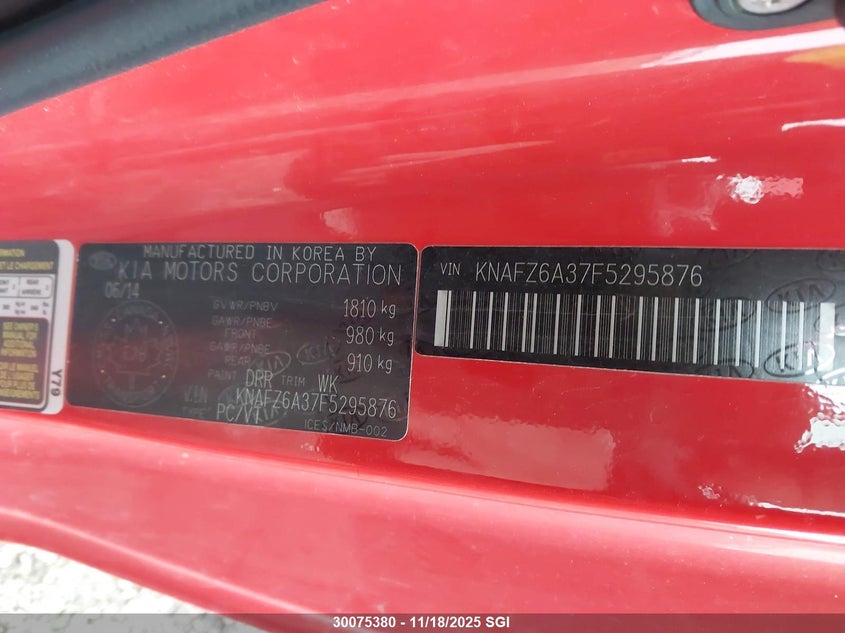 MANUFACTURED IN KOREA BY
KIA MOTORS CORPORATION
06/14
GVWR/PNBV 1810 kg
GAWR/PNBE
FRONT 980 kg
GAWR/PNBE
REAR 910 kg
PAINT DRR TRIM WK
VIN KNAFZ6A37F5295876
TYPE PC/VT
ICES/NMB-002
VIN KNAFZ6A37F5295876
Y79
30075380 - 11/18/2025 SGI